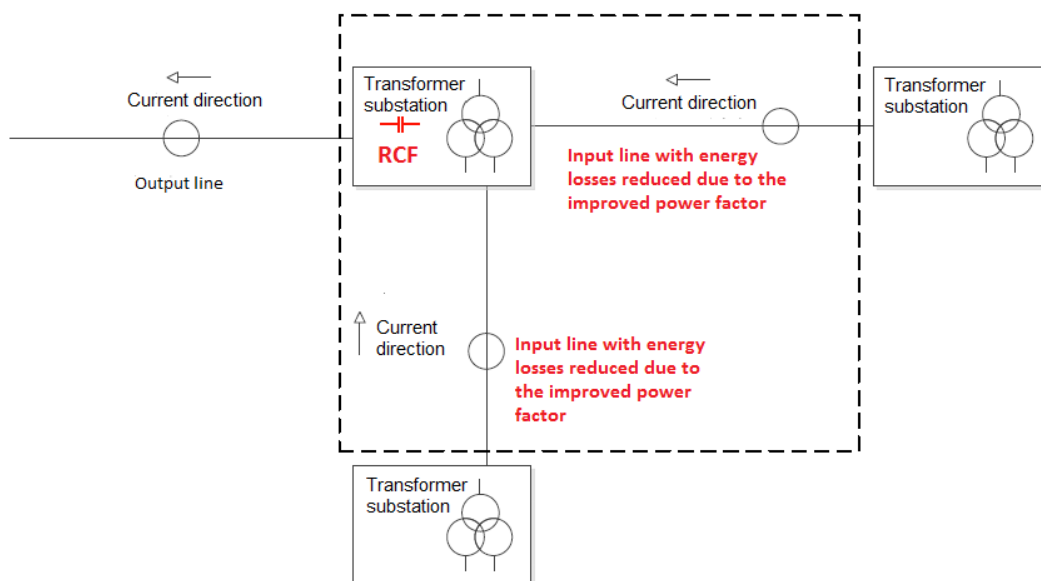 Transformer
substation
RCF
Current direction
Output line
Current direction
Input line with energy
losses reduced due to the
improved power factor
Transformer
substation
Current
direction
Input line with energy
losses reduced due to
the improved power
factor
Transformer
substation